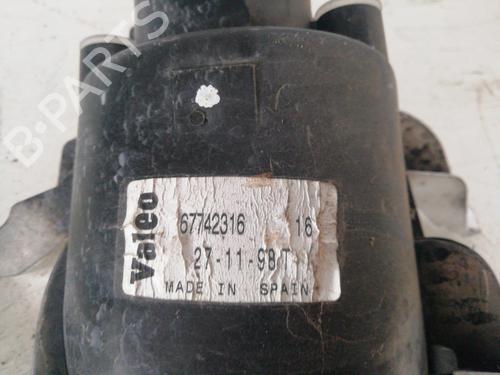 B-PARTS
Valeo
67742316 16
27-11-98 T
MADE IN SPAIN